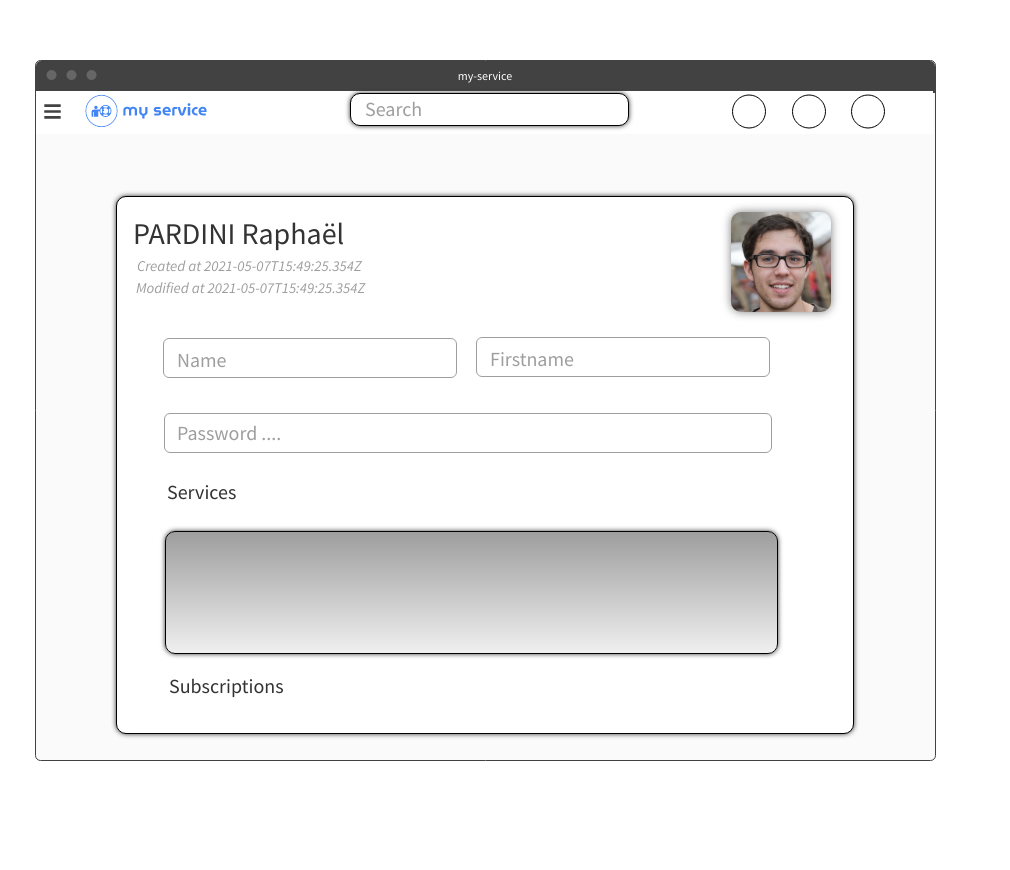 my-service
my service
Search
PARDINI Raphaël
Created at 2021-05-07T15:49:25.354Z
Modified at 2021-05-07T15:49:25.354Z
Name
Firstname
Password ....
Services
Subscriptions